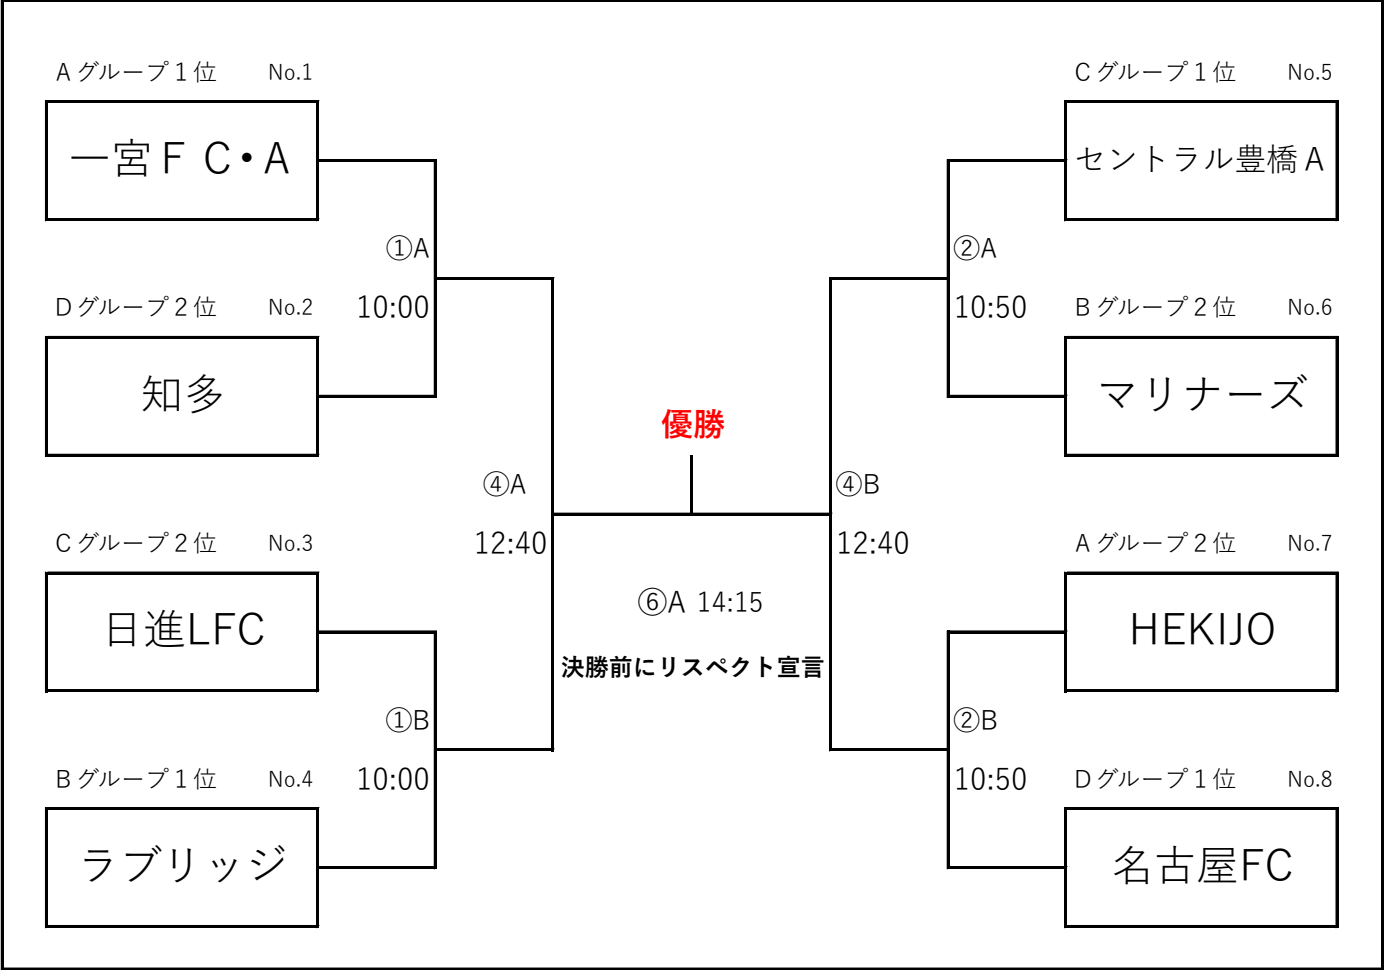 Aグループ1位 No.1
一宮FC・A
①A
10:00
Dグループ2位 No.2
知多
Cグループ2位 No.3
日進LFC
①B
10:00
Bグループ1位 No.4
ラブリッジ
④A
12:40
優勝
⑥A 14:15
決勝前にリスペクト宣言
④B
12:40
Cグループ1位 No.5
セントラル豊橋A
②A
10:50
Bグループ2位 No.6
マリナーズ
Aグループ2位 No.7
HEKIJO
②B
10:50
Dグループ1位 No.8
名古屋FC